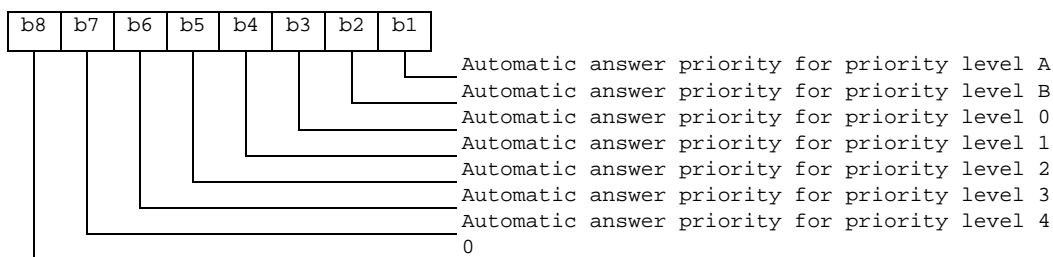 b8 b7 b6 b5 b4 b3 b2 b1
Automatic answer priority for priority level A
Automatic answer priority for priority level B
Automatic answer priority for priority level 0
Automatic answer priority for priority level 1
Automatic answer priority for priority level 2
Automatic answer priority for priority level 3
Automatic answer priority for priority level 4
0